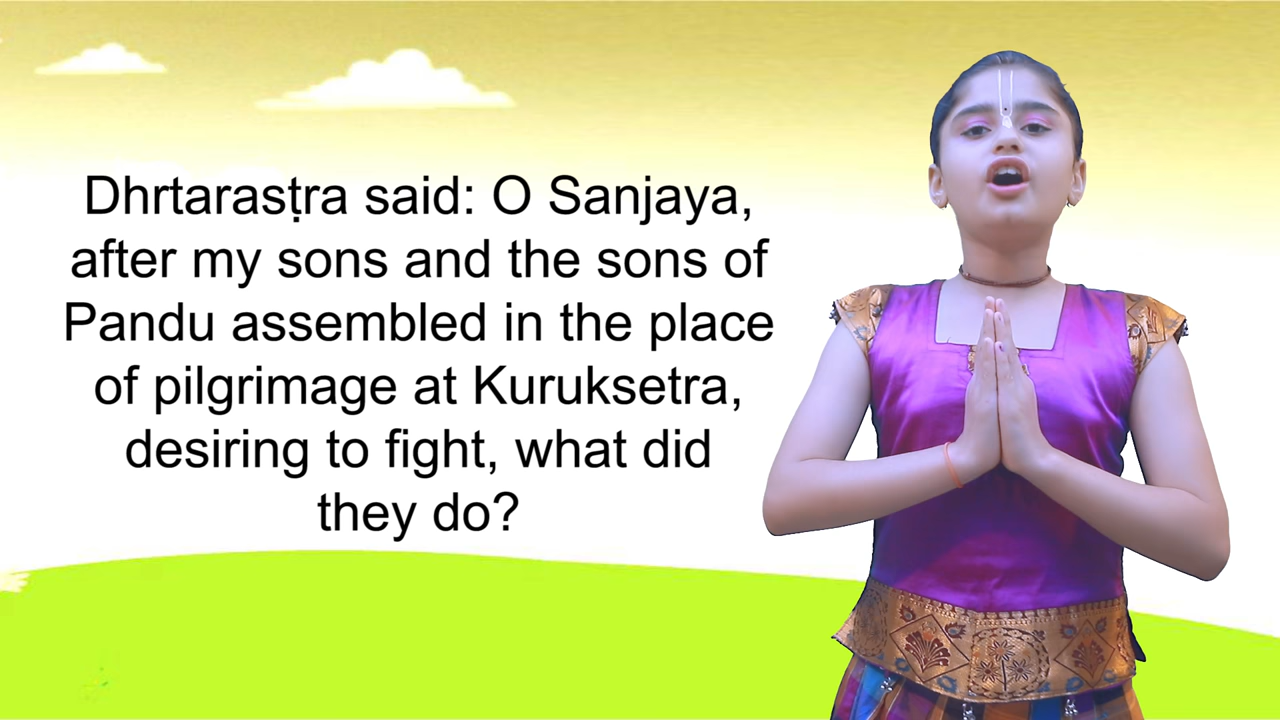 Dhrtarasṭra said: O Sanjaya,
after my sons and the sons of
Pandu assembled in the place
of pilgrimage at Kuruksetra,
desiring to fight, what did
they do?